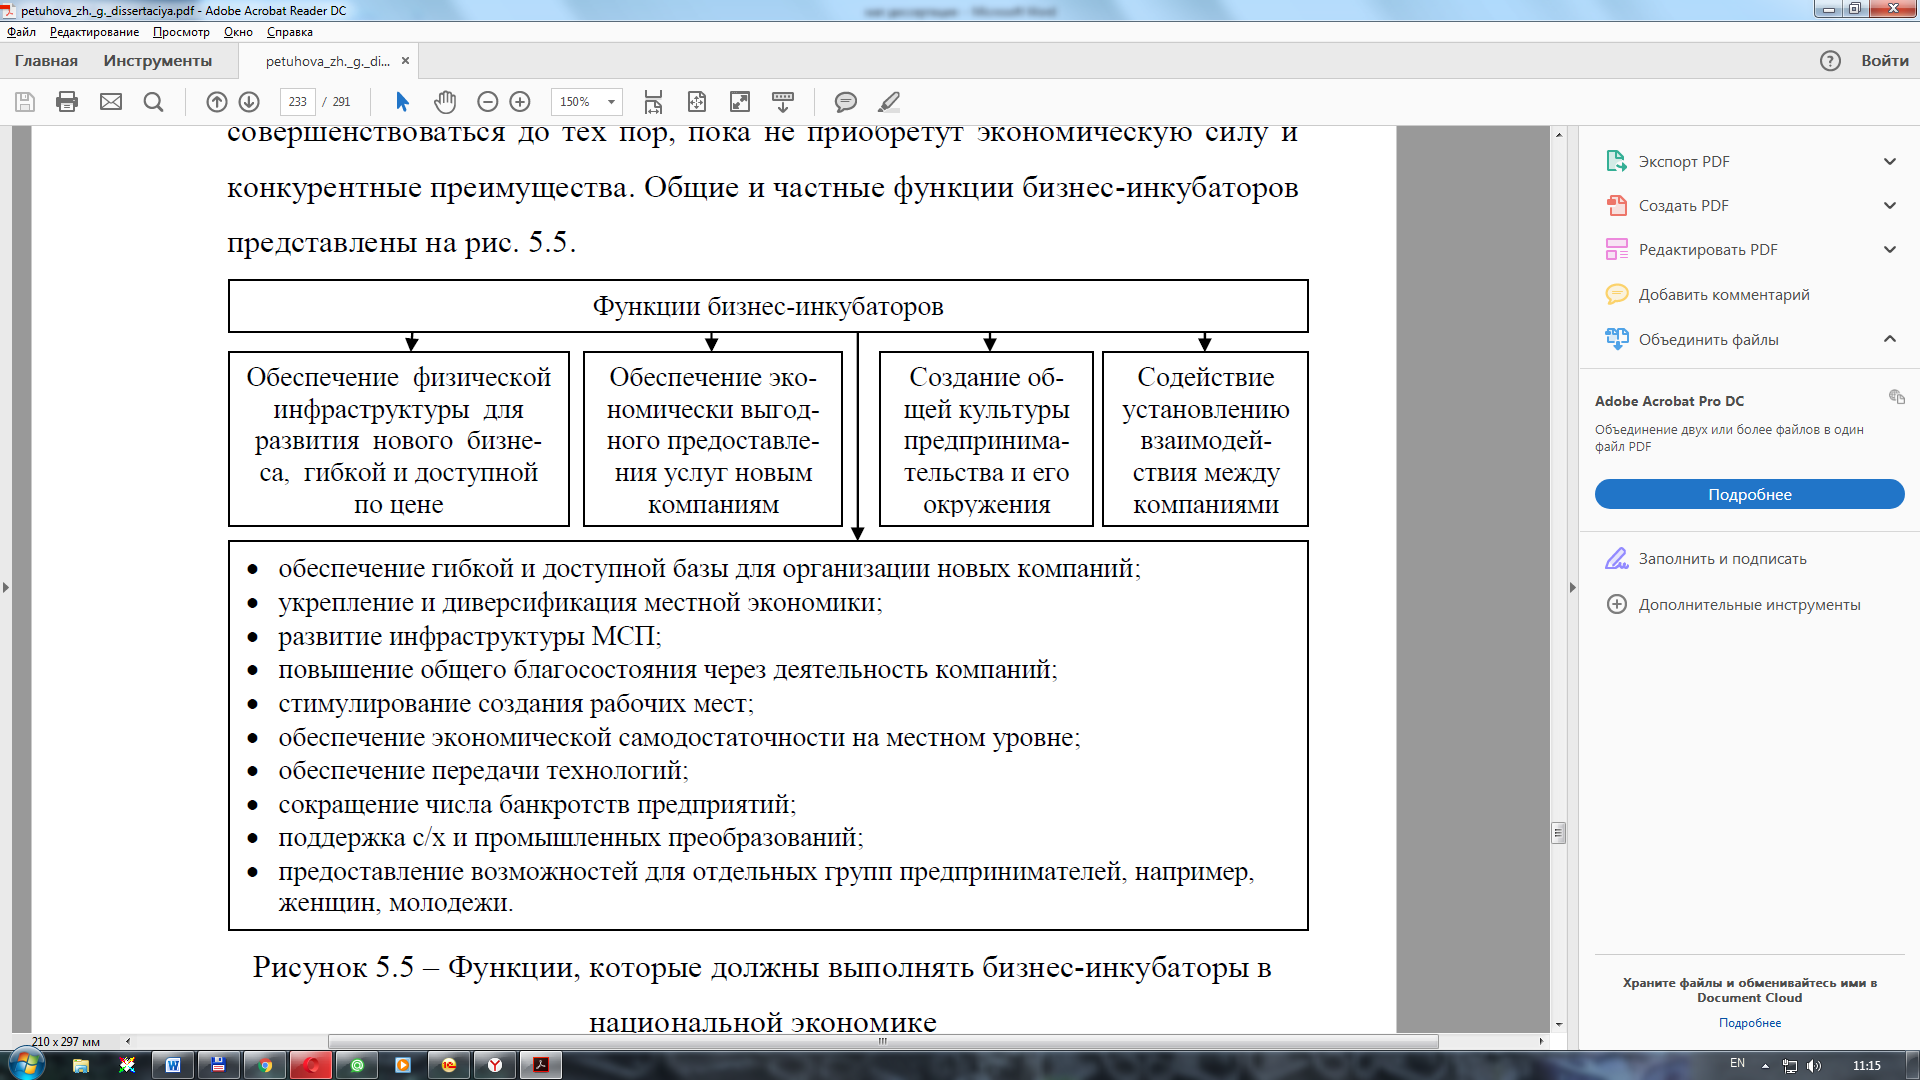 petuhova_zh._g._dissertaciya.pdf - Adobe Acrobat Reader DC
Файл Редактирование Просмотр Окно Справка
Главная Инструменты petuhova_zh._g._di... × Войти
233 / 291 150%
совершенствоваться до тех пор, пока не приобретут экономическую силу и
конкурентные преимущества. Общие и частные функции бизнес-инкубаторов
представлены на рис. 5.5.
Функции бизнес-инкубаторов
Обеспечение физической
инфраструктуры для
развития нового бизне-
са, гибкой и доступной
по цене
Обеспечение эко-
номически выгод-
ного предоставле-
ния услуг новым
компаниям
Создание об-
щей культуры
предпринима-
тельства и его
окружения
Содействие
установлению
взаимодей-
ствия между
компаниями
• обеспечение гибкой и доступной базы для организации новых компаний;
• укрепление и диверсификация местной экономики;
• развитие инфраструктуры МСП;
• повышение общего благосостояния через деятельность компаний;
• стимулирование создания рабочих мест;
• обеспечение экономической самодостаточности на местном уровне;
• обеспечение передачи технологий;
• сокращение числа банкротств предприятий;
• поддержка с/х и промышленных преобразований;
• предоставление возможностей для отдельных групп предпринимателей, например,
женщин, молодежи.
Рисунок 5.5 – Функции, которые должны выполнять бизнес-инкубаторы в
национальной экономике
210 x 297 мм
Экспорт PDF
Создать PDF
Редактировать PDF
Добавить комментарий
Объединить файлы
Adobe Acrobat Pro DC
Объединение двух или более файлов в один
файл PDF
Подробнее
Заполнить и подписать
Дополнительные инструменты
Храните файлы и обменивайтесь ими в
Document Cloud
Подробнее
EN 11:15